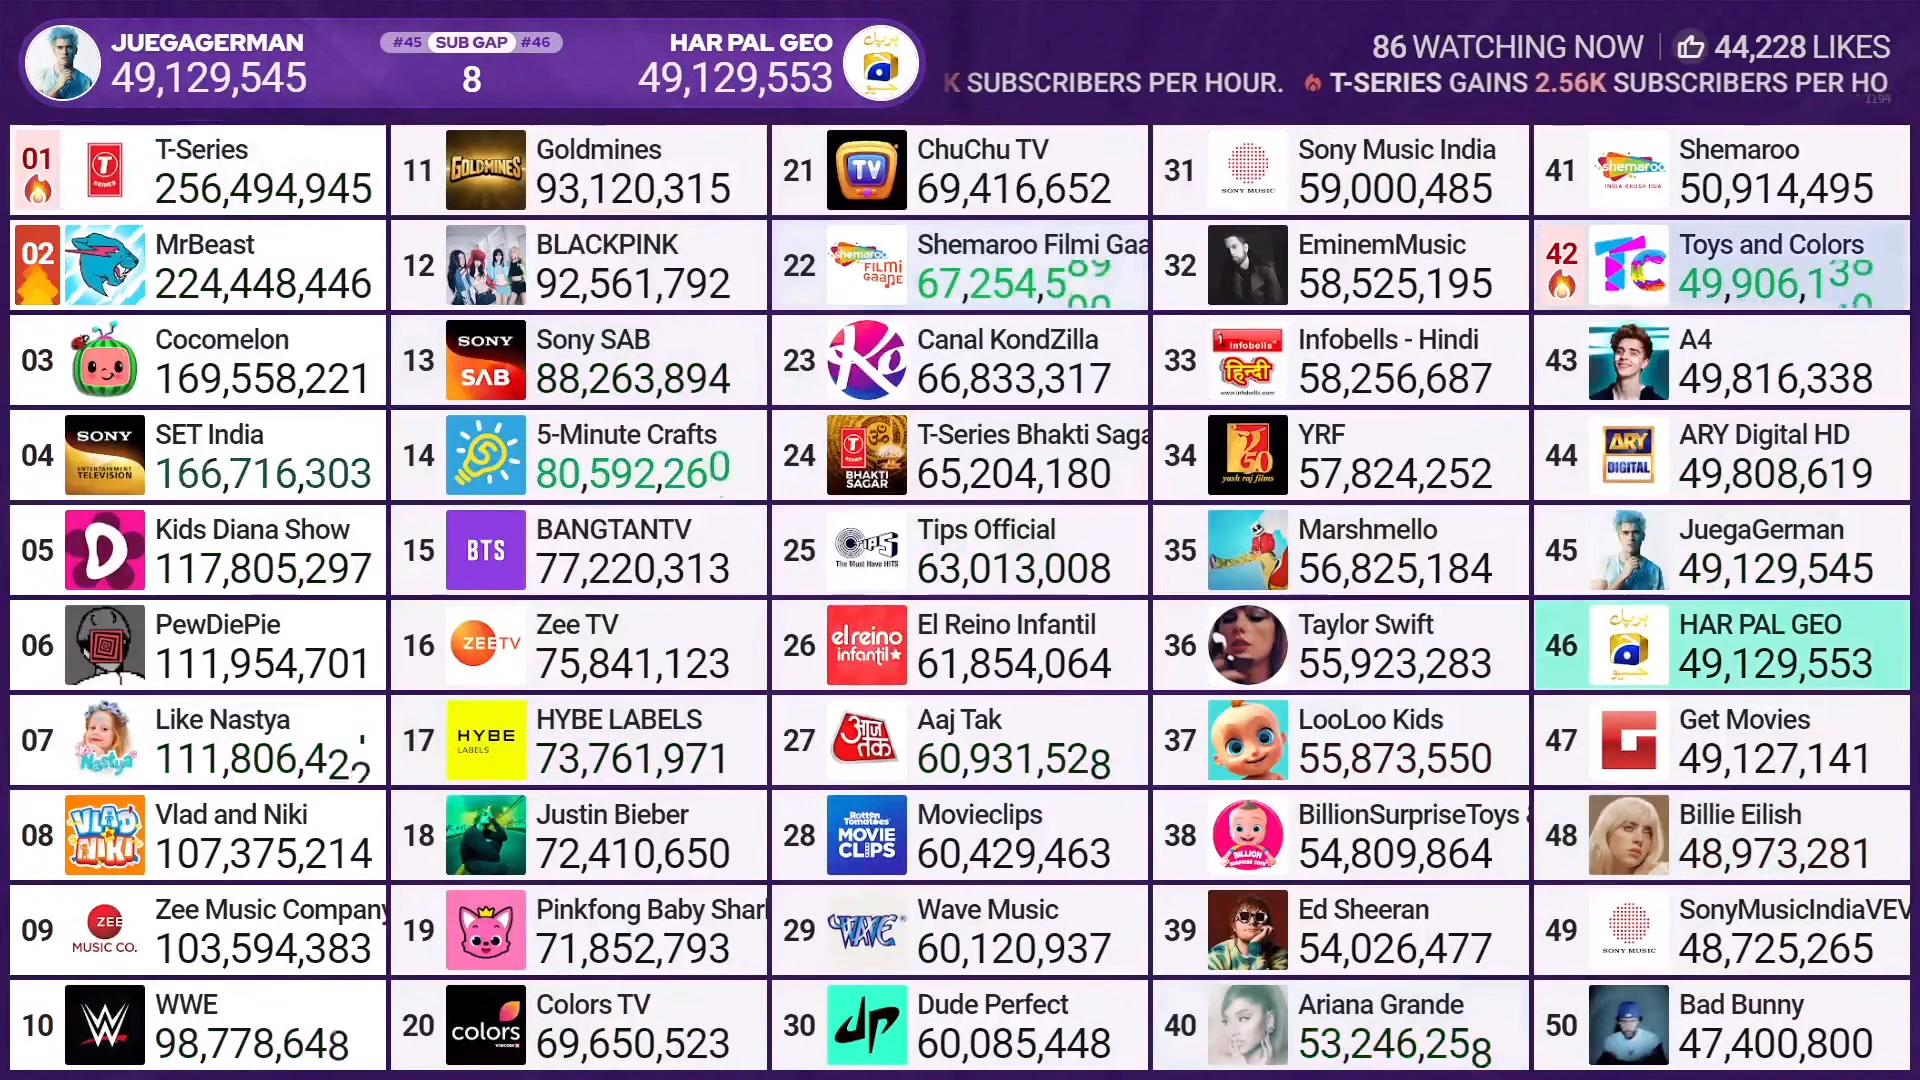 JUEGAGERMAN
49,129,545
#45 SUB GAP #46
8
HAR PAL GEO
49,129,553
86 WATCHING NOW
44,228 LIKES
K SUBSCRIBERS PER HOUR. T-SERIES GAINS 2.56K SUBSCRIBERS PER HO
1194
01 T-Series
256,494,945
02 MrBeast
224,448,446
03 Cocomelon
169,558,221
04 SET India
166,716,303
05 Kids Diana Show
117,805,297
06 PewDiePie
111,954,701
07 Like Nastya
111,806,422
08 Vlad and Niki
107,375,214
09 Zee Music Company
103,594,383
10 WWE
98,778,648
11 Goldmines
93,120,315
12 BLACKPINK
92,561,792
13 Sony SAB
88,263,894
14 5-Minute Crafts
80,592,260
15 BANGTANTV
77,220,313
16 Zee TV
75,841,123
17 HYBE LABELS
73,761,971
18 Justin Bieber
72,410,650
19 Pinkfong Baby Shar
71,852,793
20 Colors TV
69,650,523
21 ChuChu TV
69,416,652
22 Shemaroo Filmi Gaa
67,254,5
23 Canal KondZilla
66,833,317
24 T-Series Bhakti Saga
65,204,180
25 Tips Official
63,013,008
26 El Reino Infantil
61,854,064
27 Aaj Tak
60,931,528
28 Movieclips
60,429,463
29 Wave Music
60,120,937
30 Dude Perfect
60,085,448
31 Sony Music India
59,000,485
32 EminemMusic
58,525,195
33 Infobells - Hindi
58,256,687
34 YRF
57,824,252
35 Marshmello
56,825,184
36 Taylor Swift
55,923,283
37 LooLoo Kids
55,873,550
38 BillionSurpriseToys
54,809,864
39 Ed Sheeran
54,026,477
40 Ariana Grande
53,246,258
41 Shemaroo
50,914,495
42 Toys and Colors
49,906,1
43 A4
49,816,338
44 ARY Digital HD
49,808,619
45 JuegaGerman
49,129,545
46 HAR PAL GEO
49,129,553
47 Get Movies
49,127,141
48 Billie Eilish
48,973,281
49 SonyMusicIndiaVEV
48,725,265
50 Bad Bunny
47,400,800